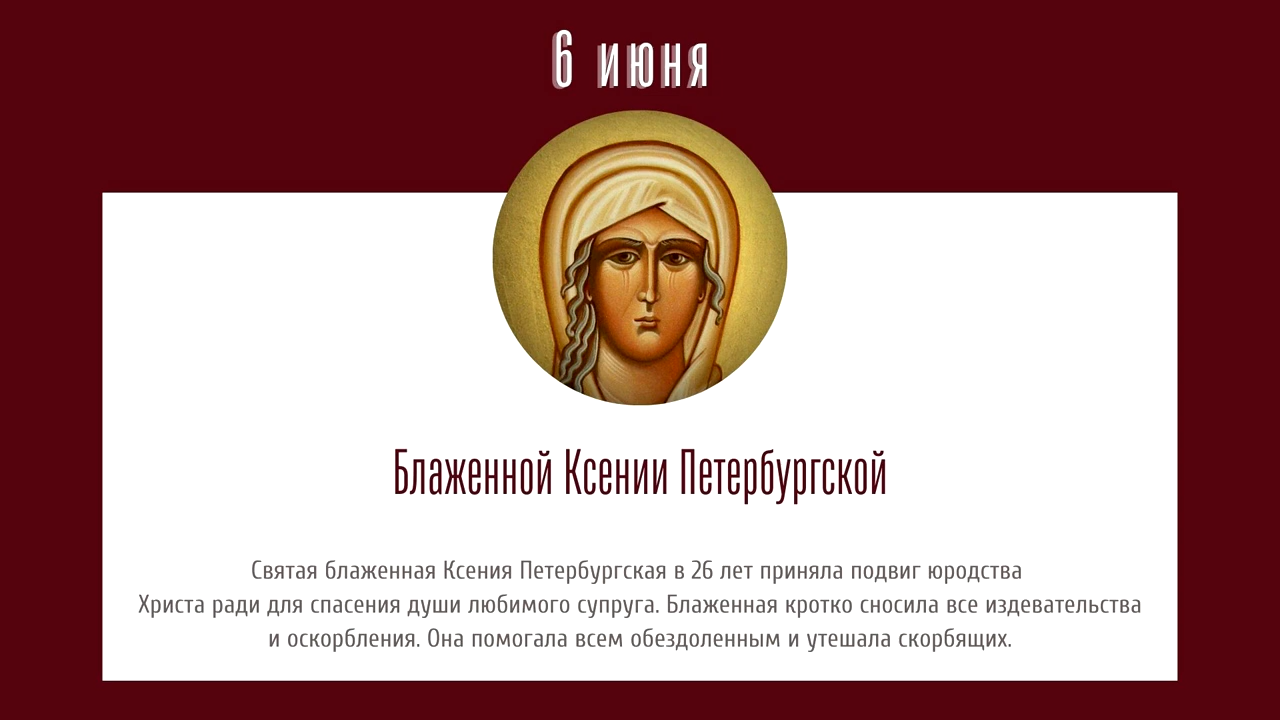 6 июня
Блаженной Ксении Петербургской
Святая блаженная Ксения Петербургская в 26 лет приняла подвиг юродства
Христа ради для спасения души любимого супруга. Блаженная кротко сносила все издевательства
и оскорбления. Она помогала всем обездоленным и утешала скорбящих.